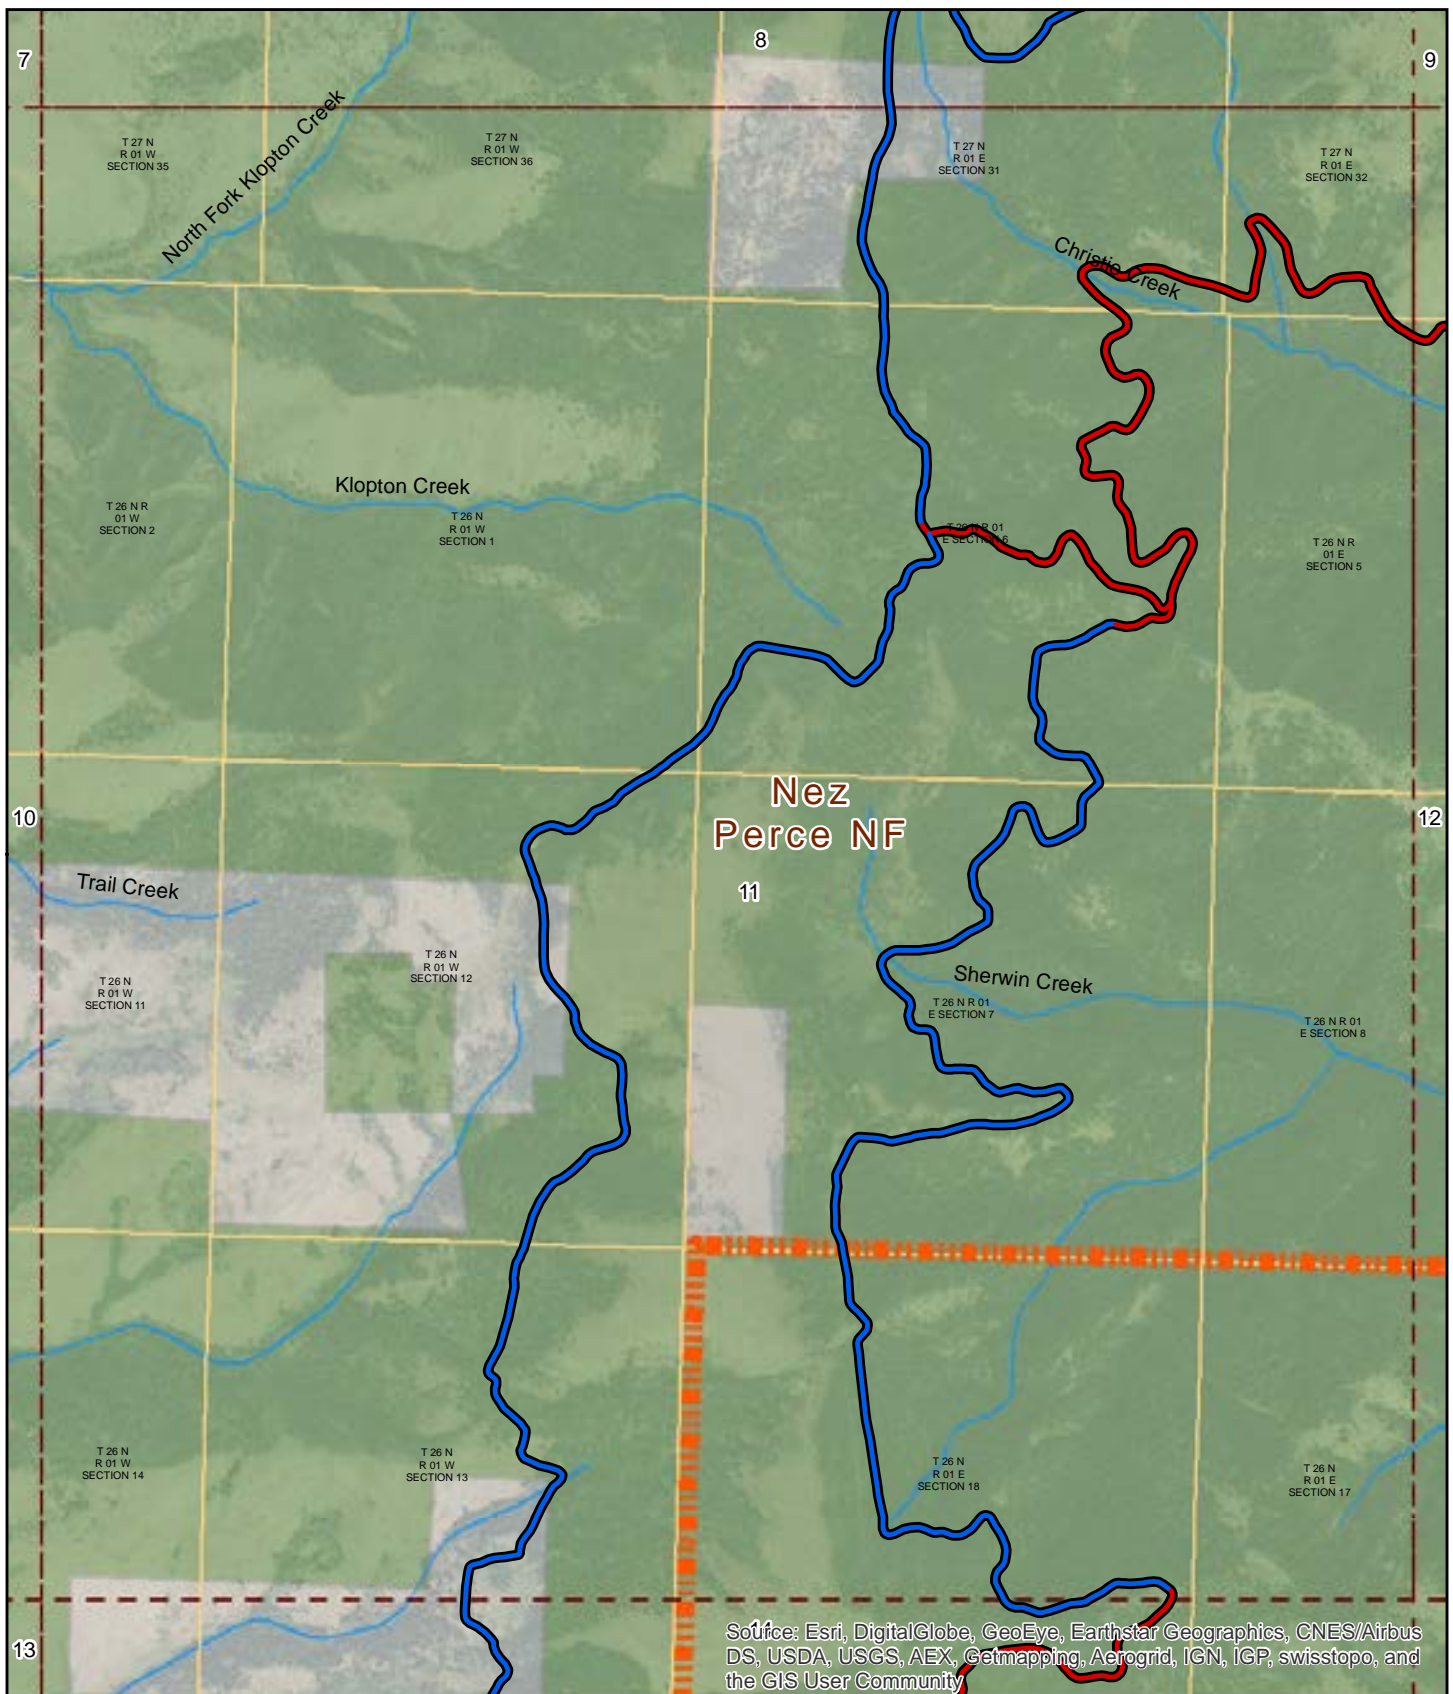 7
8
9
T 27 N
R 01 W
SECTION 35
North Fork Klopton Creek
T 27 N
R 01 W
SECTION 36
T 27 N
R 01 E
SECTION 31
T 27 N
R 01 E
SECTION 32
Christie Creek
Klopton Creek
T 26 N R
01 W
SECTION 2
T 26 N
R 01 W
SECTION 1
T 26 N R 01
E SECTION 6
T 26 N R
01 E
SECTION 5
Nez
Perce NF
10
11
12
Trail Creek
T 26 N
R 01 W
SECTION 11
T 26 N
R 01 W
SECTION 12
Sherwin Creek
T 26 N R 01
E SECTION 7
T 26 N R 01
E SECTION 8
T 26 N
R 01 W
SECTION 14
T 26 N
R 01 W
SECTION 13
T 26 N
R 01 E
SECTION 18
T 26 N
R 01 E
SECTION 17
13
14
Source: Esri, DigitalGlobe, GeoEye, Earthstar Geographics, CNES/Airbus
DS, USDA, USGS, AEX, Getmapping, Aerogrid, IGN, IGP, swisstopo, and
the GIS User Community